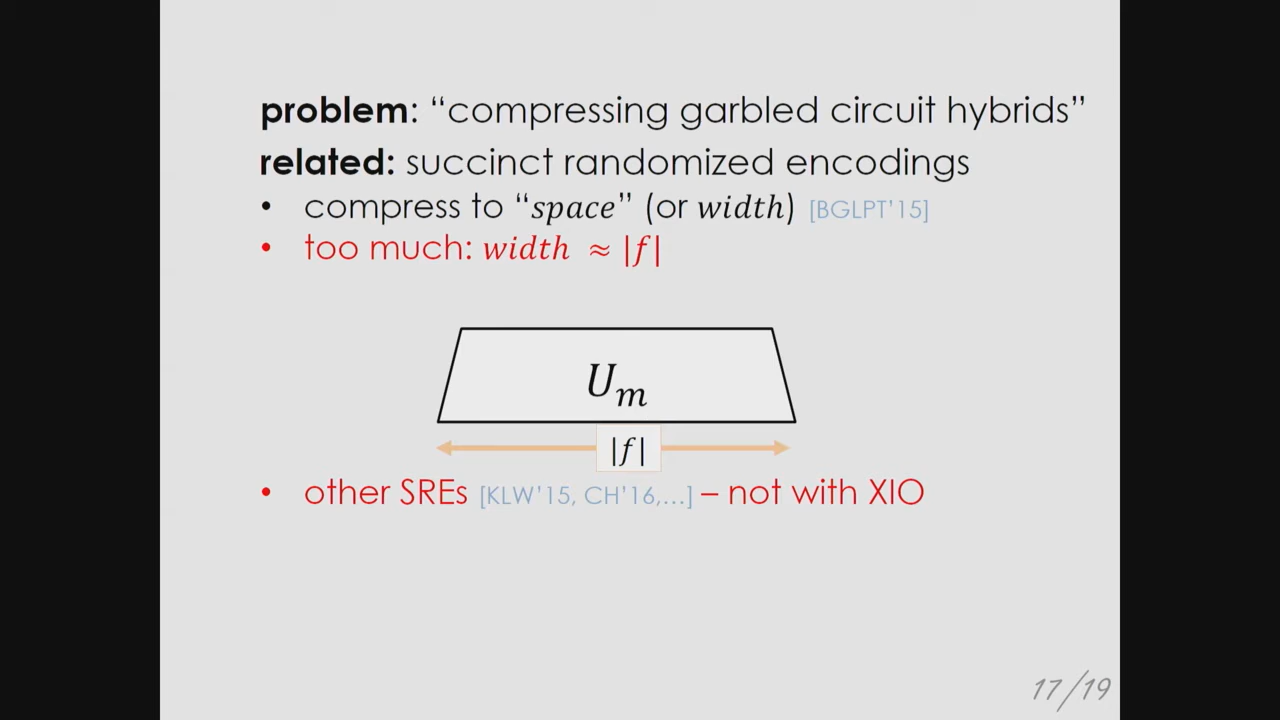 problem: “compressing garbled circuit hybrids”
related: succinct randomized encodings
• compress to “space” (or width) [BGLPT’15]
• too much: width ≈ |f|
U_m
|f|
• other SREs [KLW’15, CH’16,…] – not with XIO
17/19